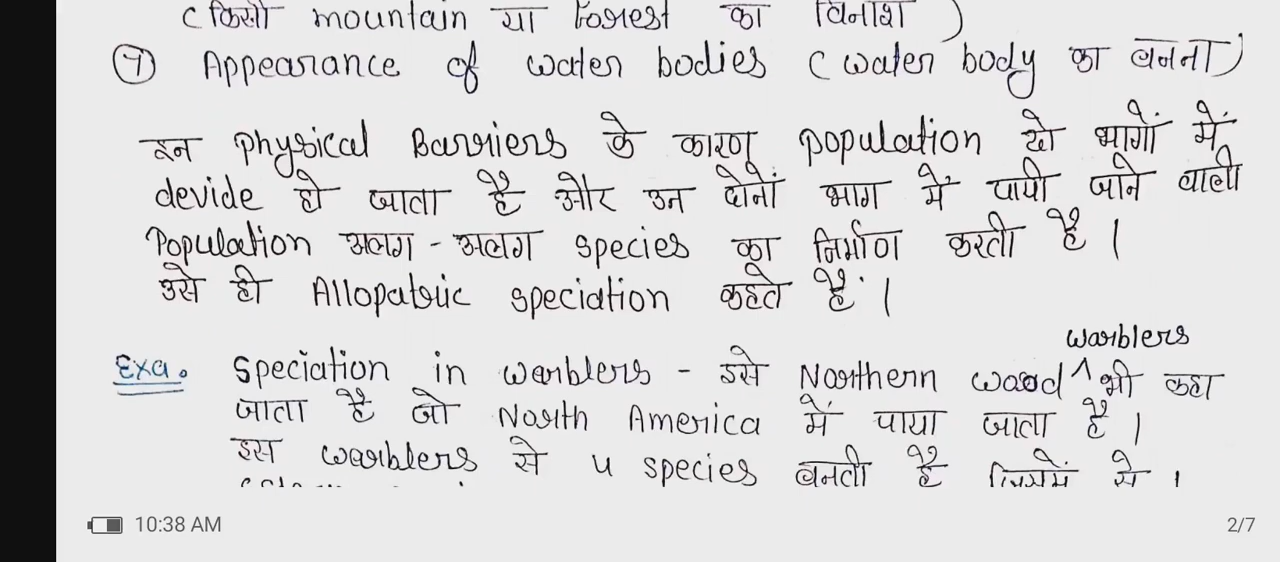 (किसी mountain या Forest का विनाश)
7 Appearance of water bodies (water body का बनना)
इन physical Barriers के कारण population दो भागों में
devide हो जाता है और उन दोनों भाग में पायी जाने वाली
Population अलग - अलग species का निर्माण करती है।
उसे ही Allopatric speciation कहते हैं।
warblers
Exa. Speciation in warblers - इसे Northern wood ^ भी कहा
जाता है जो North America में पाया जाता है।
इस warblers से 4 species बनती है जिसमें से
10:38 AM
2/7